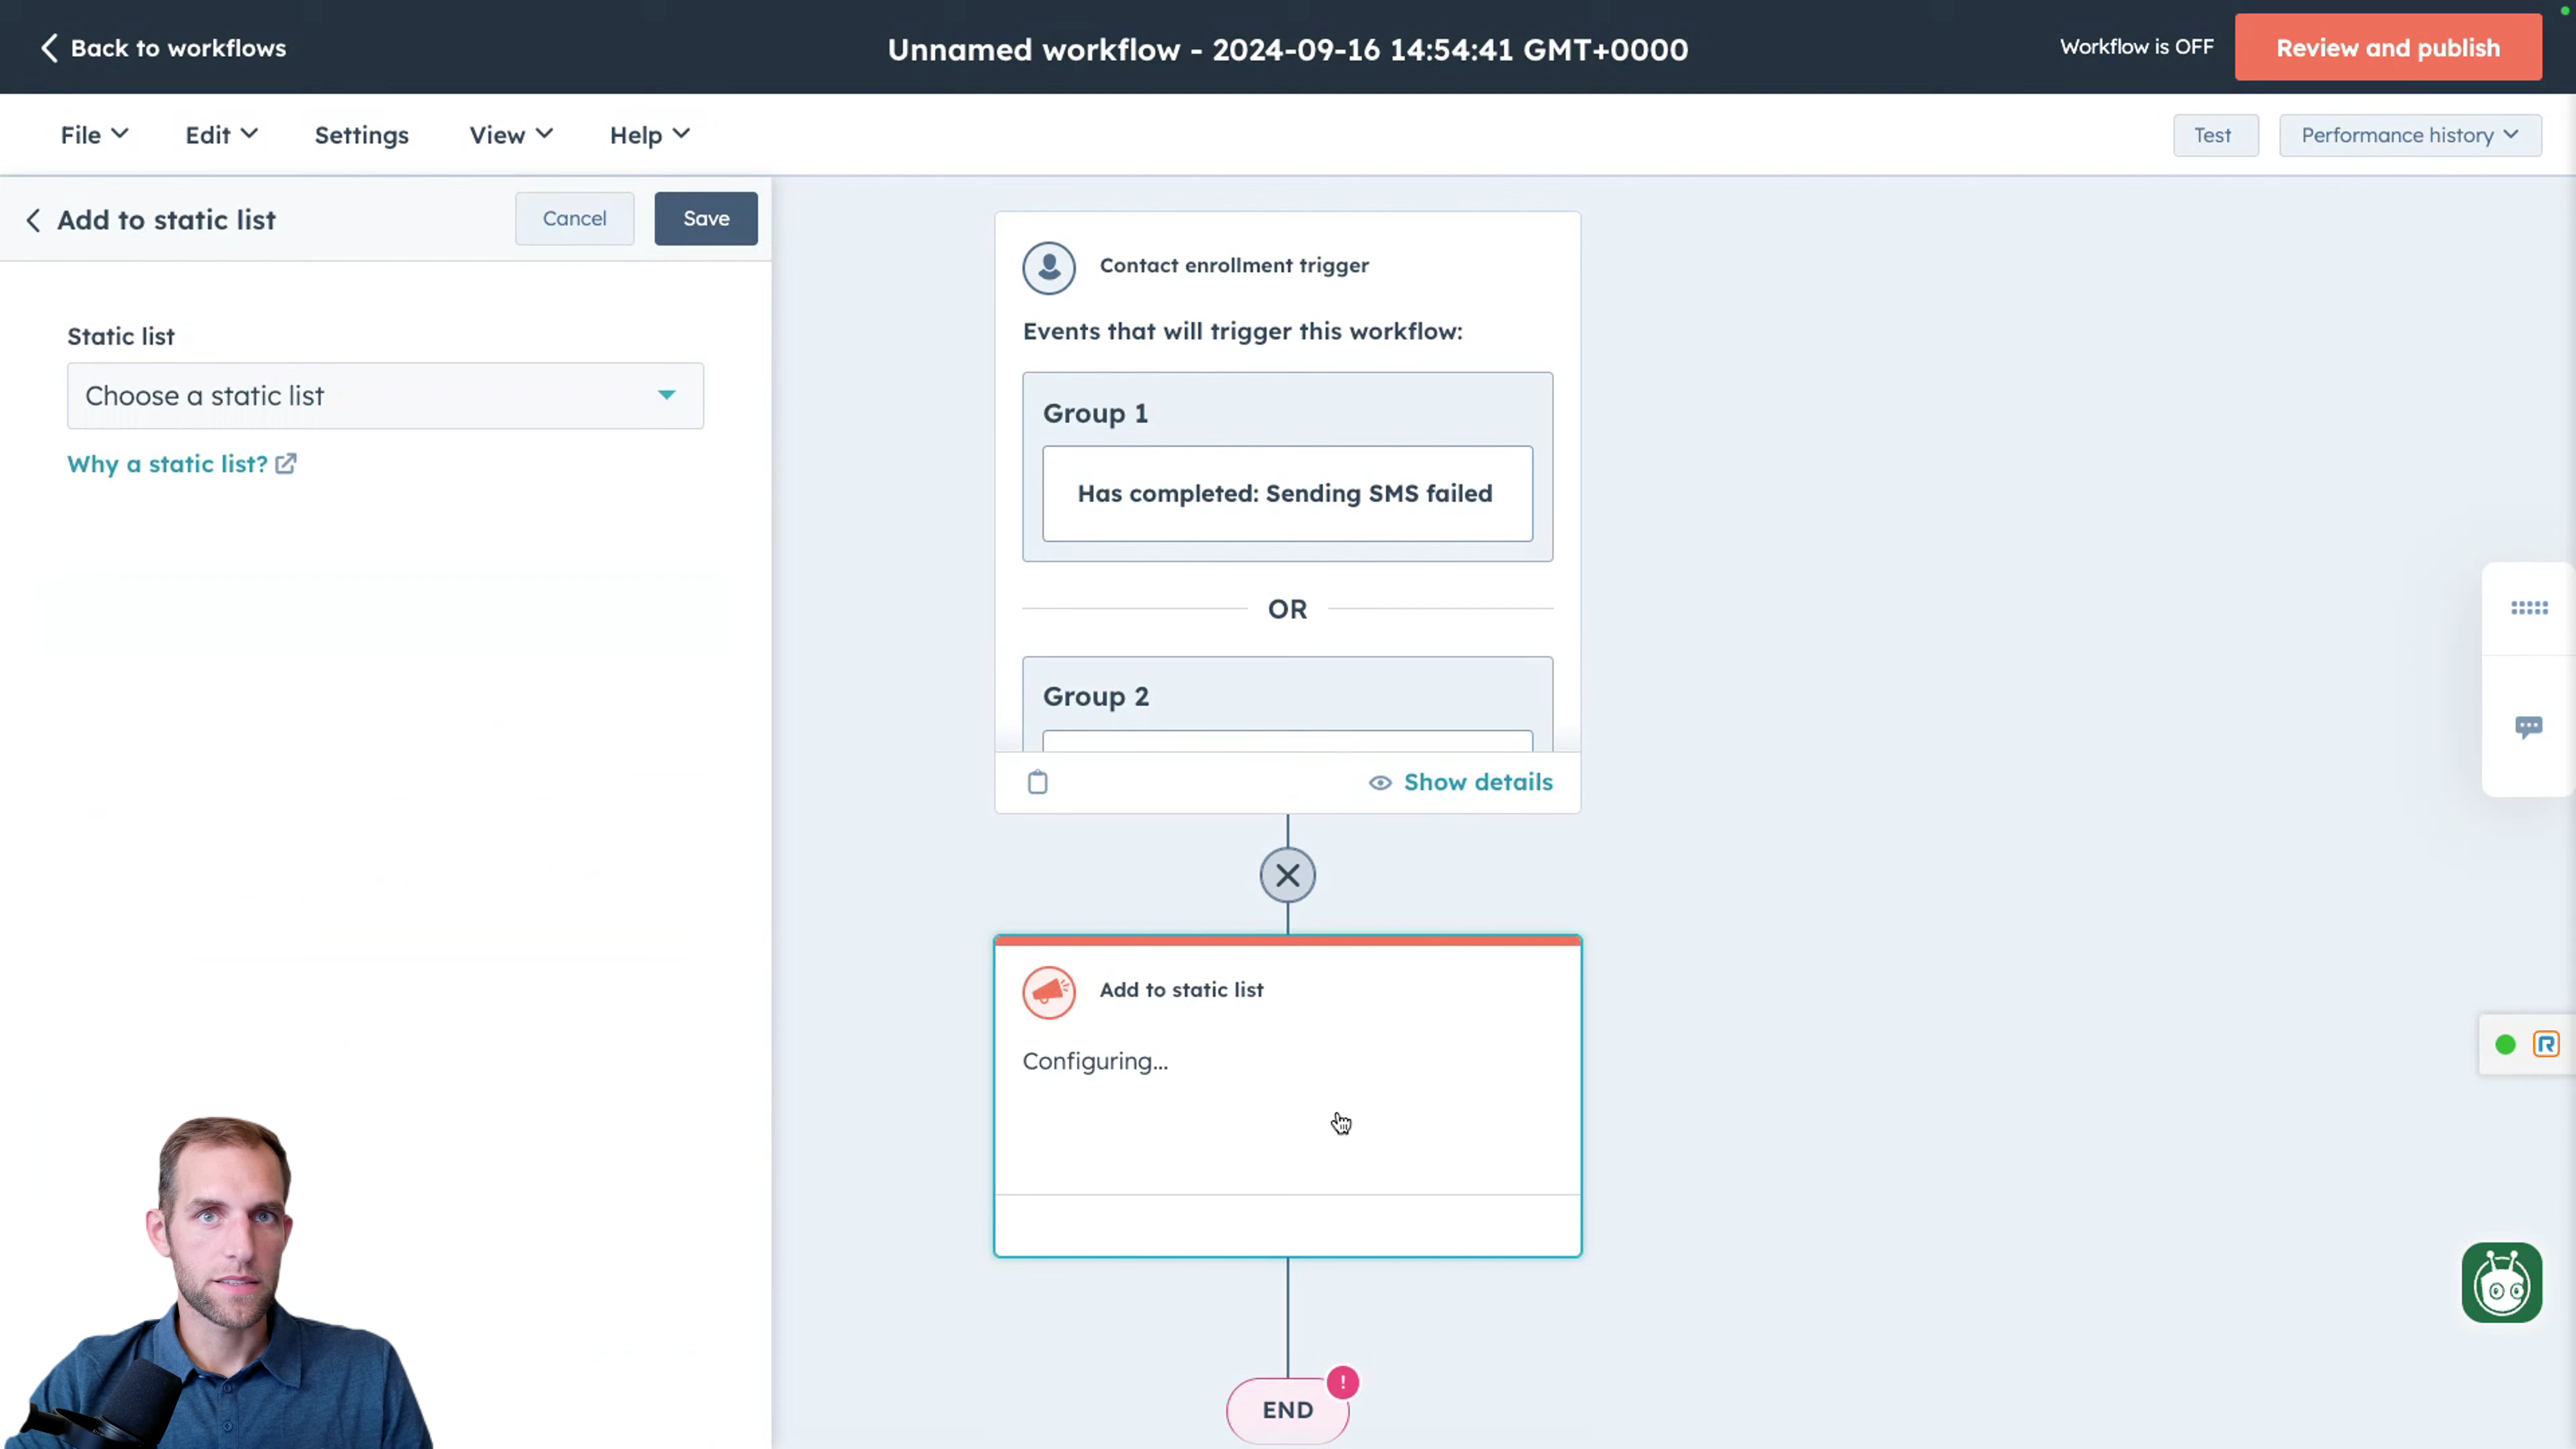 Back to workflows
Unnamed workflow - 2024-09-16 14:54:41 GMT+0000
Workflow is OFF
Review and publish
File
Edit
Settings
View
Help
Test
Performance history
Add to static list
Cancel
Save
Static list
Choose a static list
Why a static list?
Contact enrollment trigger
Events that will trigger this workflow:
Group 1
Has completed: Sending SMS failed
OR
Group 2
Show details
Add to static list
Configuring...
END
!
R